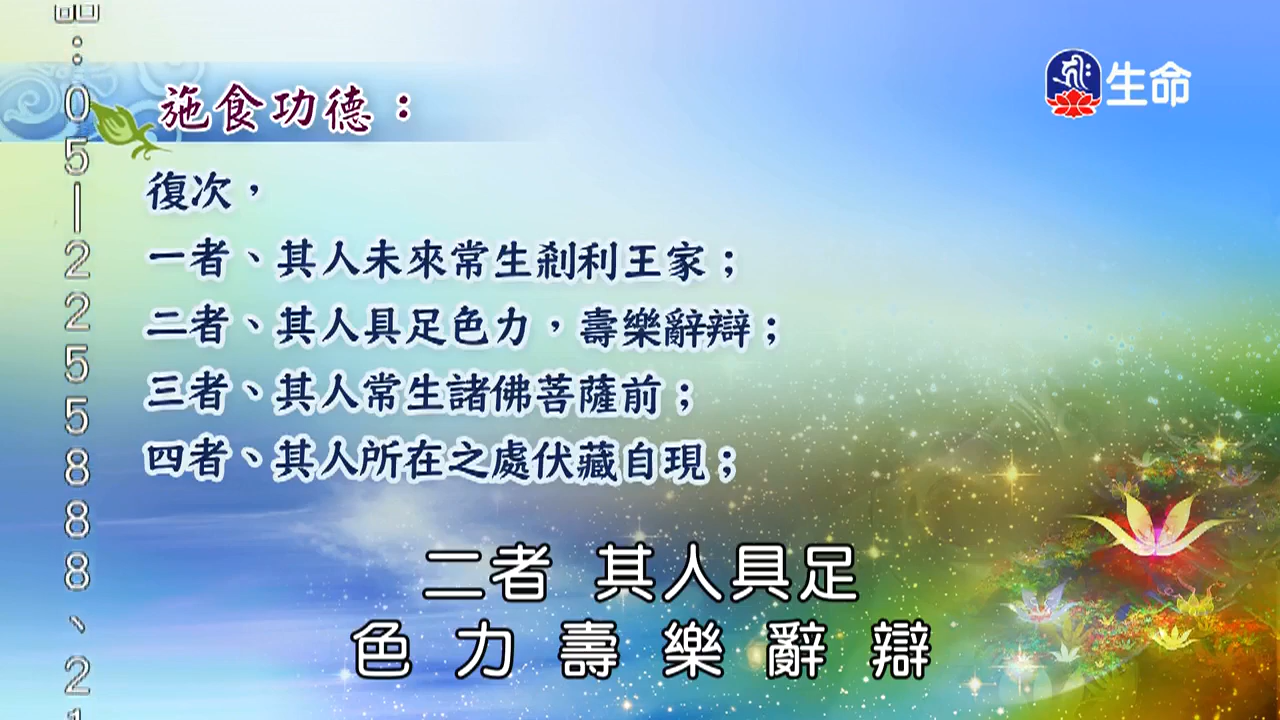 生命
施食功德：
復次，
一者、其人未來常生剎利王家；
二者、其人具足色力，壽樂辭辯；
三者、其人常生諸佛菩薩前；
四者、其人所在之處伏藏自現；
二者 其人具足
色力壽樂辭辯
：05－2255888、21